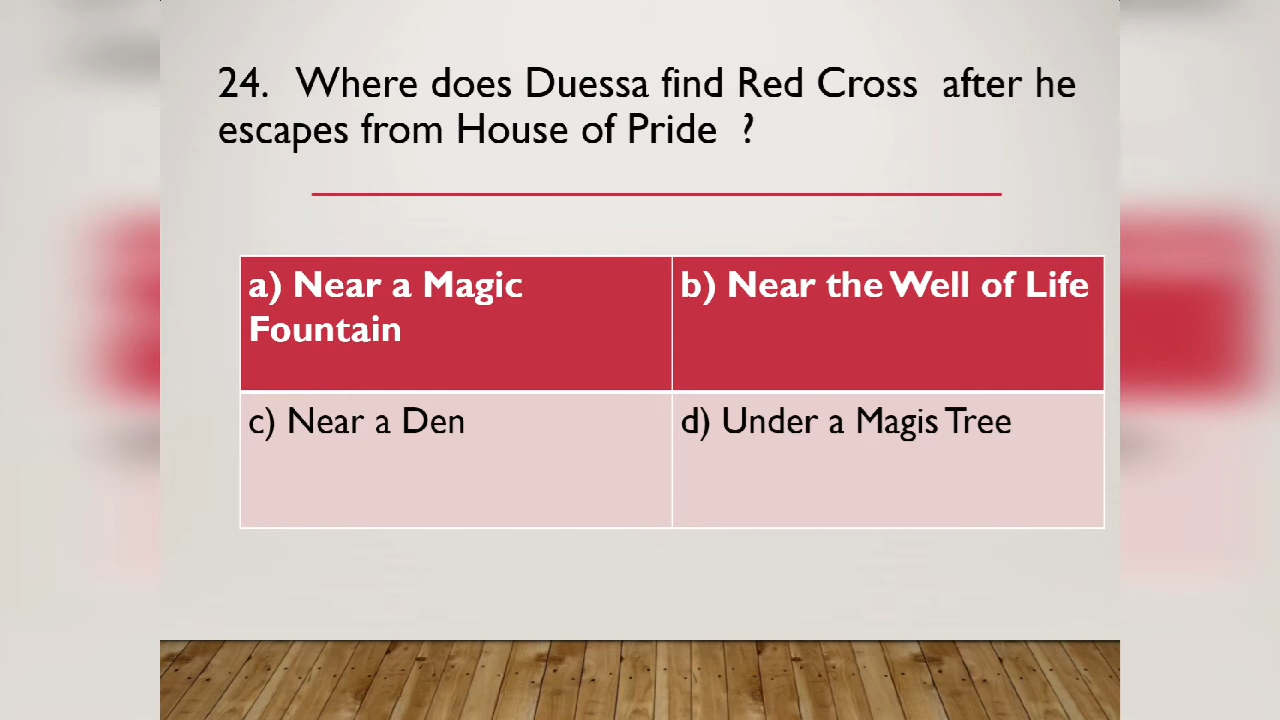 24. Where does Duessa find Red Cross after he
escapes from House of Pride ?
a) Near a Magic
Fountain
b) Near the Well of Life
c) Near a Den
d) Under a Magis Tree